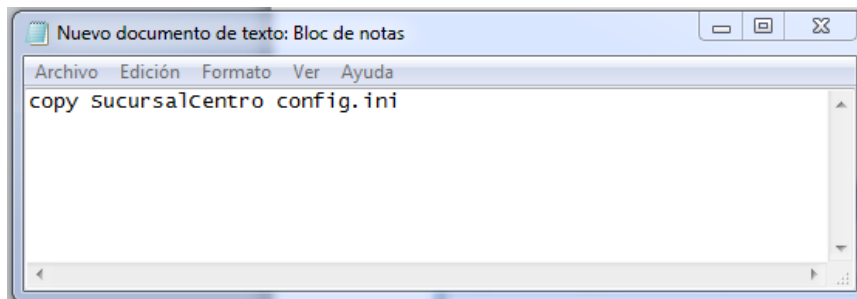 Nuevo documento de texto: Bloc de notas
Archivo Edición Formato Ver Ayuda
copy SucursalCentro config.ini